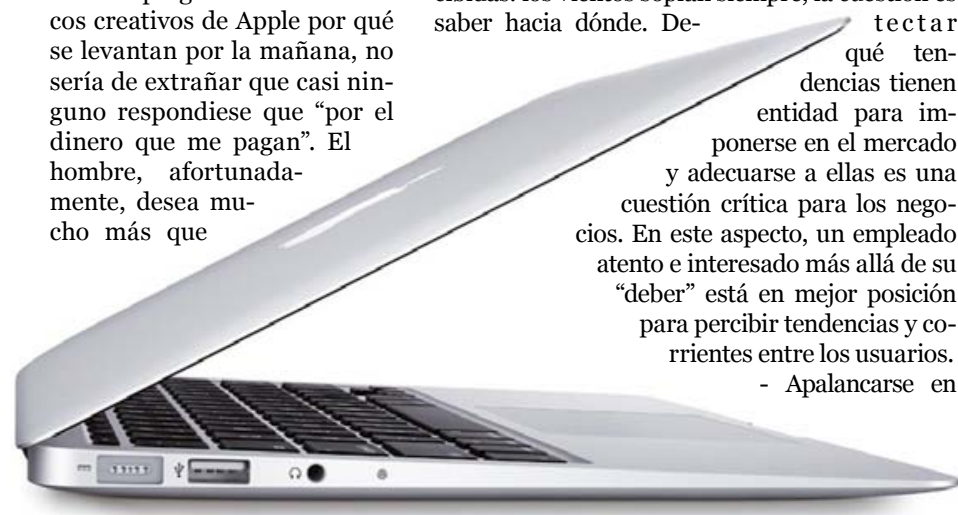 cos creativos de Apple por qué
se levantan por la mañana, no
sería de extrañar que casi nin-
guno respondiese que “por el
dinero que me pagan”. El
hombre, afortunada-
mente, desea mu-
cho más que
saber hacia dónde. De-
tectar
qué ten-
dencias tienen
entidad para im-
ponerse en el mercado
y adecuarse a ellas es una
cuestión crítica para los nego-
cios. En este aspecto, un empleado
atento e interesado más allá de su
“deber” está en mejor posición
para percibir tendencias y co-
rrientes entre los usuarios.
- Apalancarse en